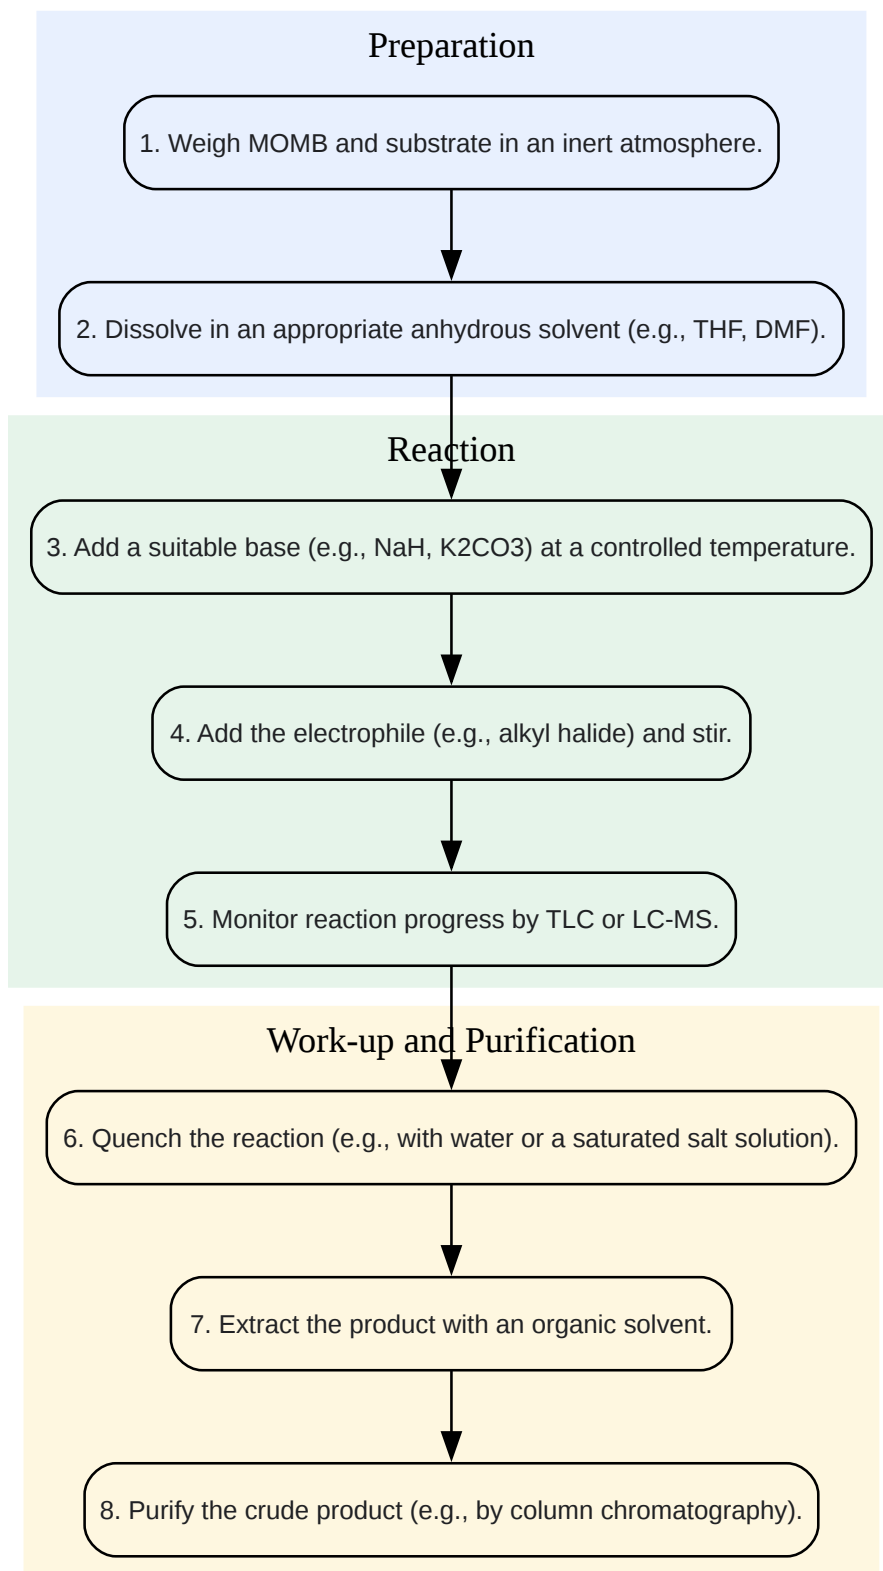 Preparation
1. Weigh MOMB and substrate in an inert atmosphere.
2. Dissolve in an appropriate anhydrous solvent (e.g., THF, DMF).
Reaction
3. Add a suitable base (e.g., NaH, K2CO3) at a controlled temperature.
4. Add the electrophile (e.g., alkyl halide) and stir.
5. Monitor reaction progress by TLC or LC-MS.
Work-up and Purification
6. Quench the reaction (e.g., with water or a saturated salt solution).
7. Extract the product with an organic solvent.
8. Purify the crude product (e.g., by column chromatography).